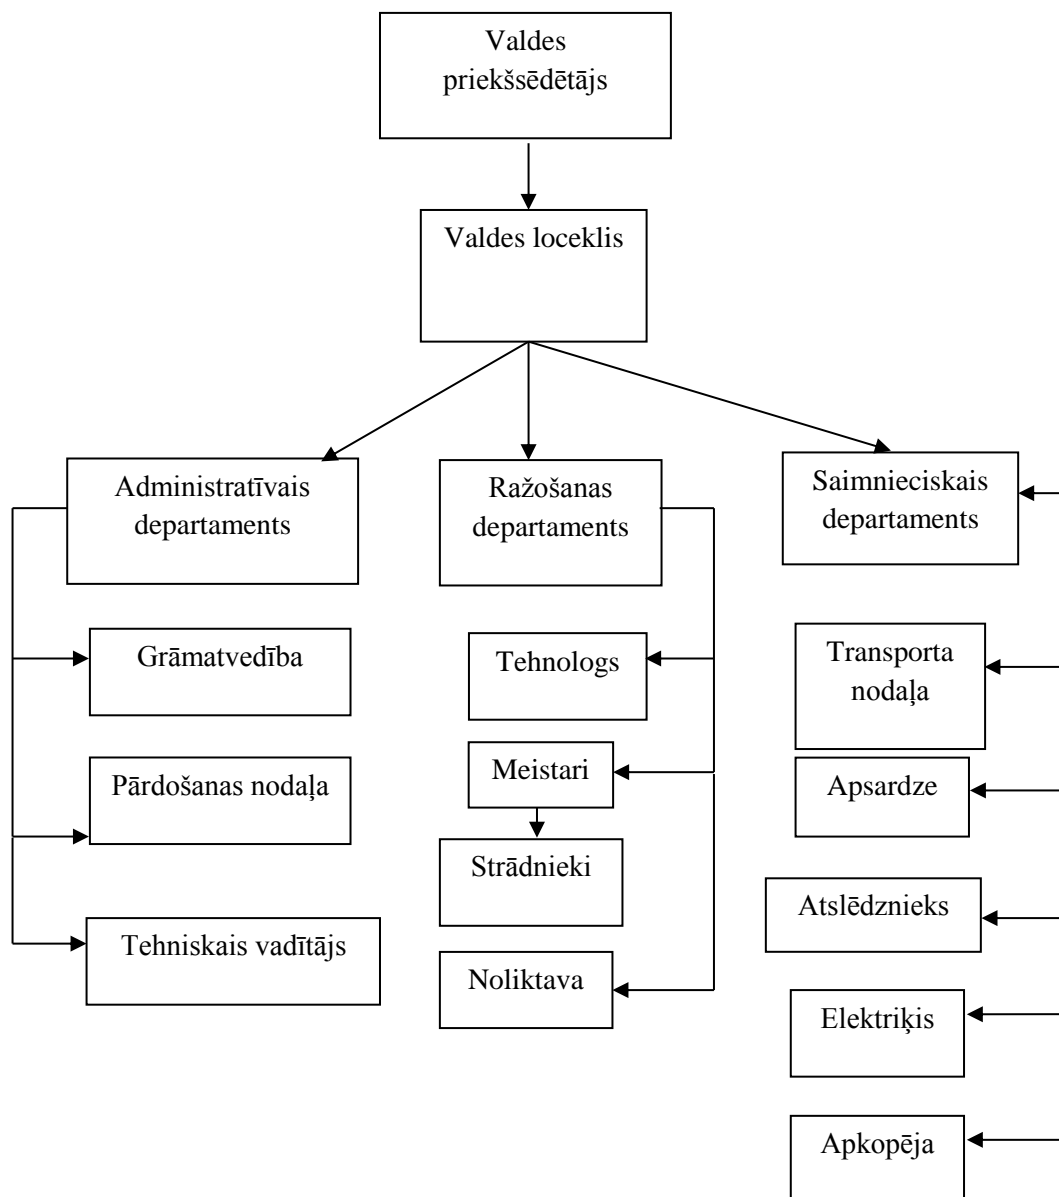 Valdes
priekšsēdētājs
Valdes loceklis
Administratīvais
departaments
Ražošanas
departaments
Saimnieciskais
departaments
Grāmatvedība
Pārdošanas nodaļa
Tehniskais vadītājs
Tehnologs
Meistari
Strādnieki
Noliktava
Transporta
nodaļa
Apsardze
Atslēdznieks
Elektriķis
Apkopēja